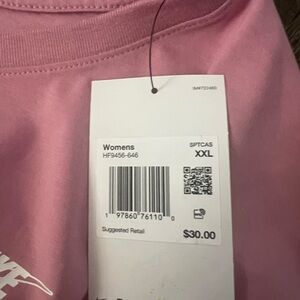 Womens
HF9456-646
SPTCAS
XXL
1 97860 76110 0
Suggested Retail
$30.00